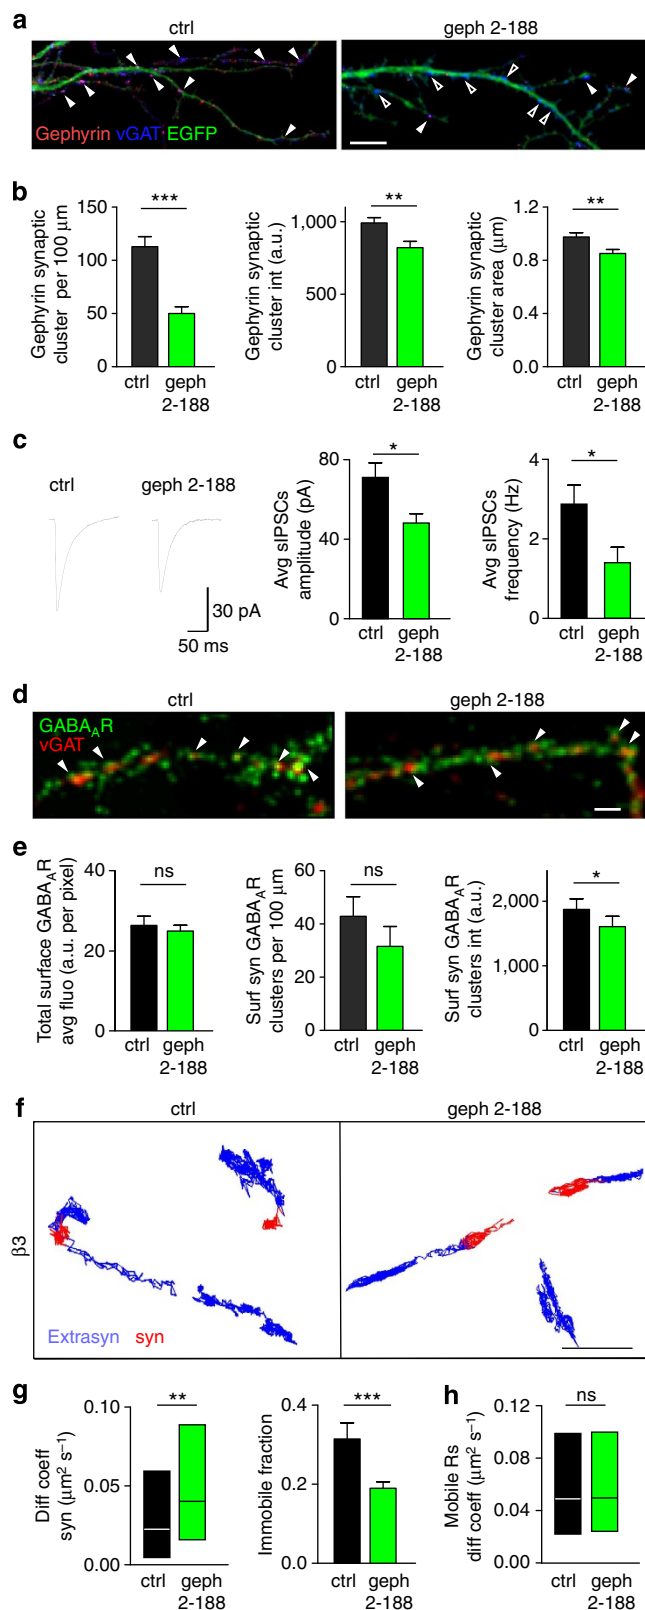 a
ctrl
geph 2-188
Gephyrin vGAT EGFP
b
Gephyrin synaptic
cluster per 100 μm
150
100
50
0
***
ctrl
geph
2-188
Gephyrin synaptic
cluster int (a.u.)
1,000
500
0
**
ctrl
geph
2-188
Gephyrin synaptic
cluster area (μm)
1.2
0.8
0.4
0.0
**
ctrl
geph
2-188
c
ctrl
geph 2-188
30 pA
50 ms
Avg sIPSCs
amplitude (pA)
80
40
0
*
ctrl
geph
2-188
Avg sIPSCs
frequency (Hz)
4
2
0
*
ctrl
geph
2-188
d
ctrl
geph 2-188
GABAAR
vGAT
e
Total surface GABAAR
avg fluo (a.u. per pixel)
40
20
0
ns
ctrl
geph
2-188
Surf syn GABAAR
clusters per 100 μm
60
40
20
0
ns
ctrl
geph
2-188
Surf syn GABAAR
clusters int (a.u.)
2,000
1,000
0
*
ctrl
geph
2-188
f
ctrl
geph 2-188
β3
Extrasyn syn
g
Diff coeff
syn (μm² s⁻¹)
0.10
0.05
0.00
**
ctrl
geph
2-188
Immobile fraction
0.4
0.2
0.0
***
ctrl
geph
2-188
h
Mobile Rs
diff coeff (μm² s⁻¹)
0.12
0.08
0.04
0.00
ns
ctrl
geph
2-188